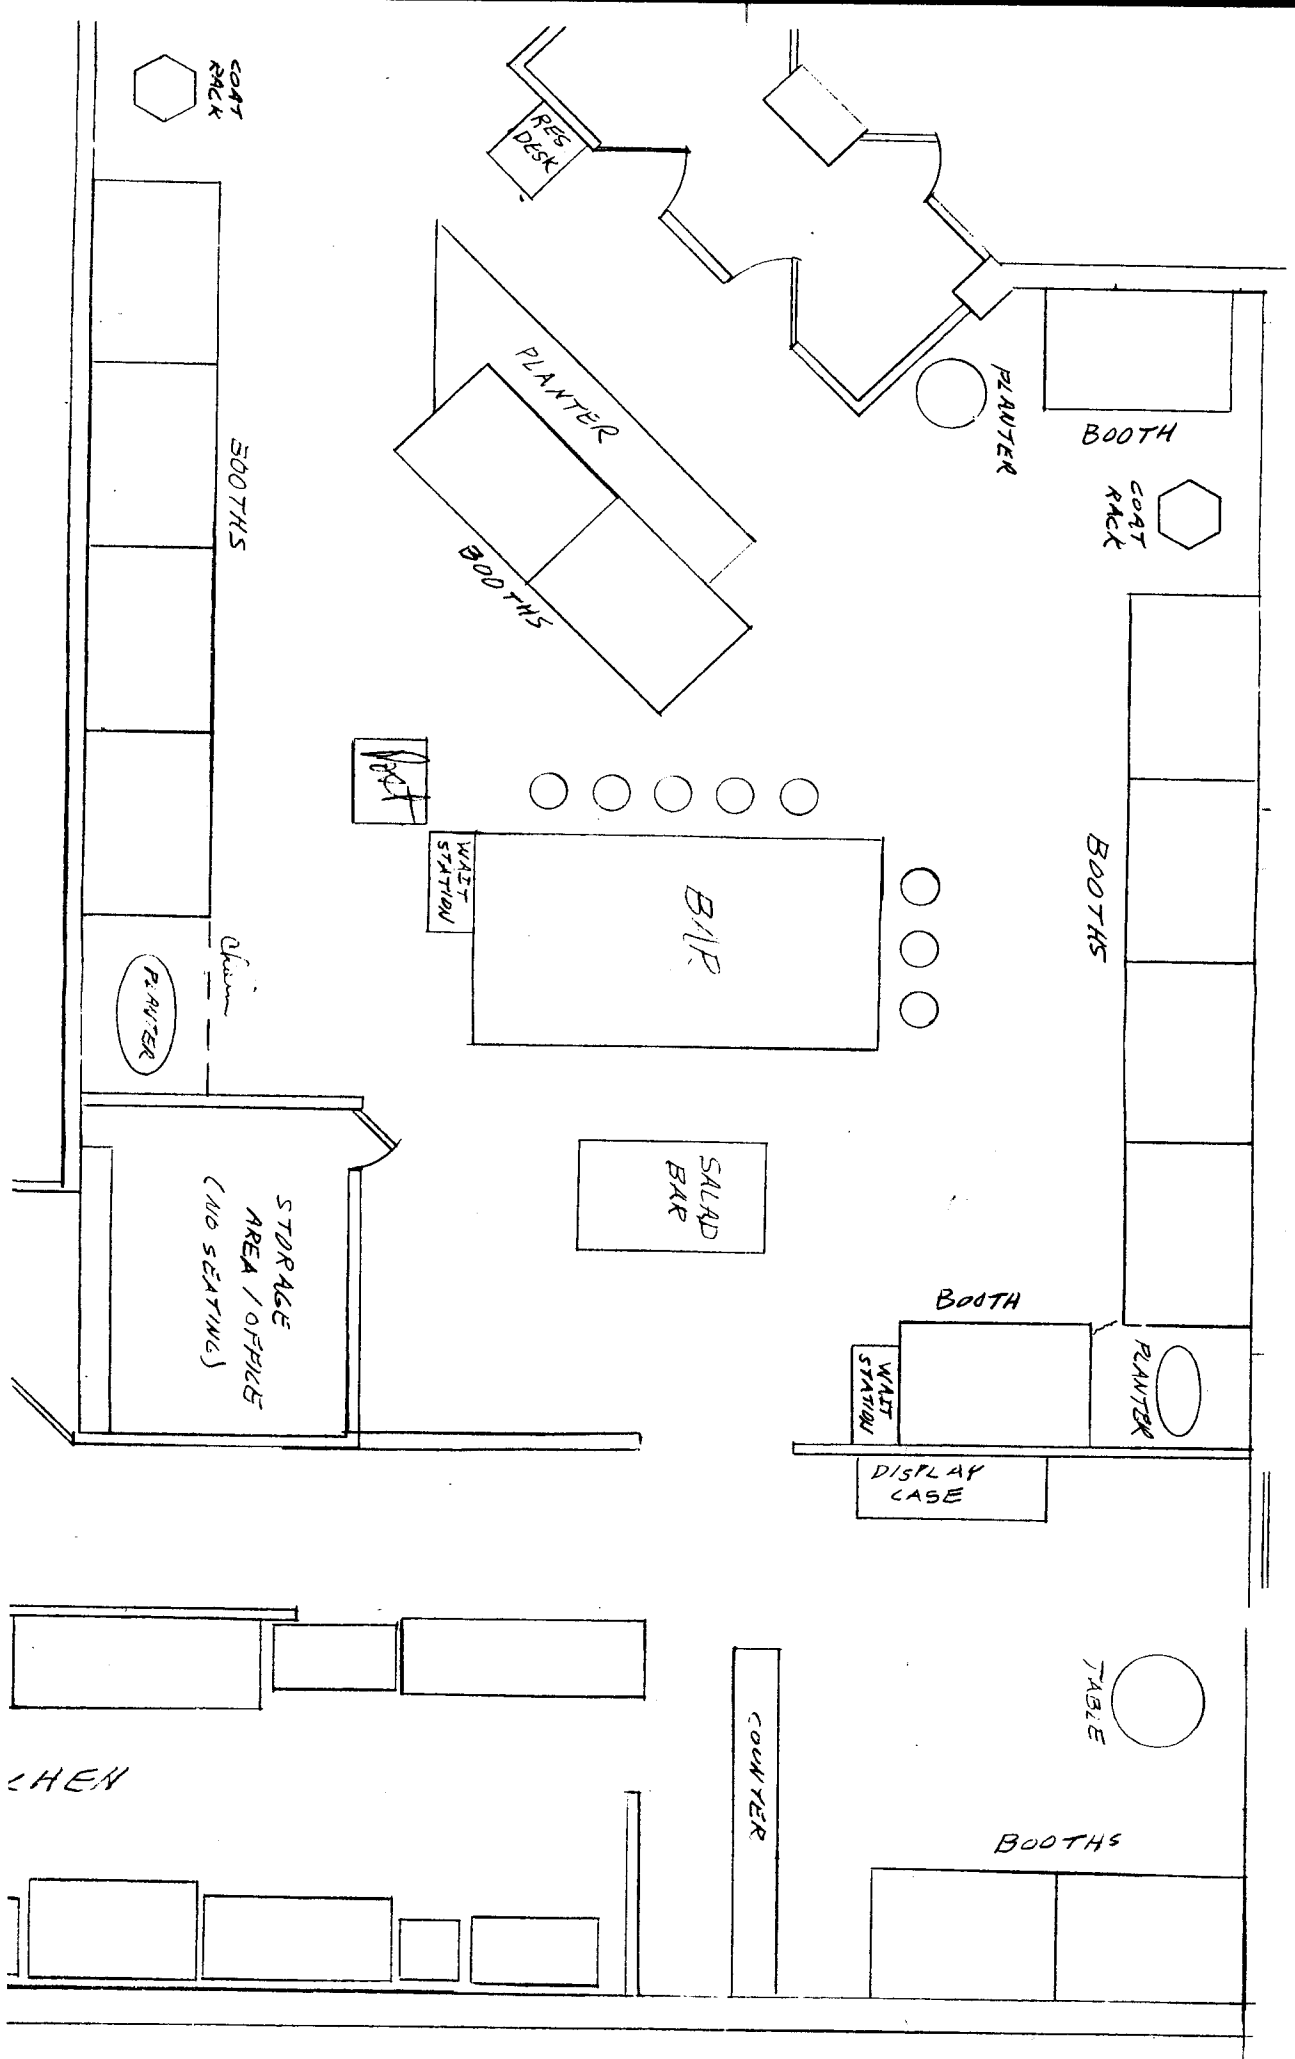 COAT
RACK
RES
DESK
PLANTER
BOOTHS
PLANTER
BOOTH
COAT
RACK
BOOTHS
WAIT
STATION
BAR
BOOTHS
PLANTER
SALAD
BAR
STORAGE
AREA / OFFICE
(NO SEATING)
BOOTH
WAIT
STATION
PLANTER
DISPLAY
CASE
TABLE
COUNTER
CHEN
BOOTHS